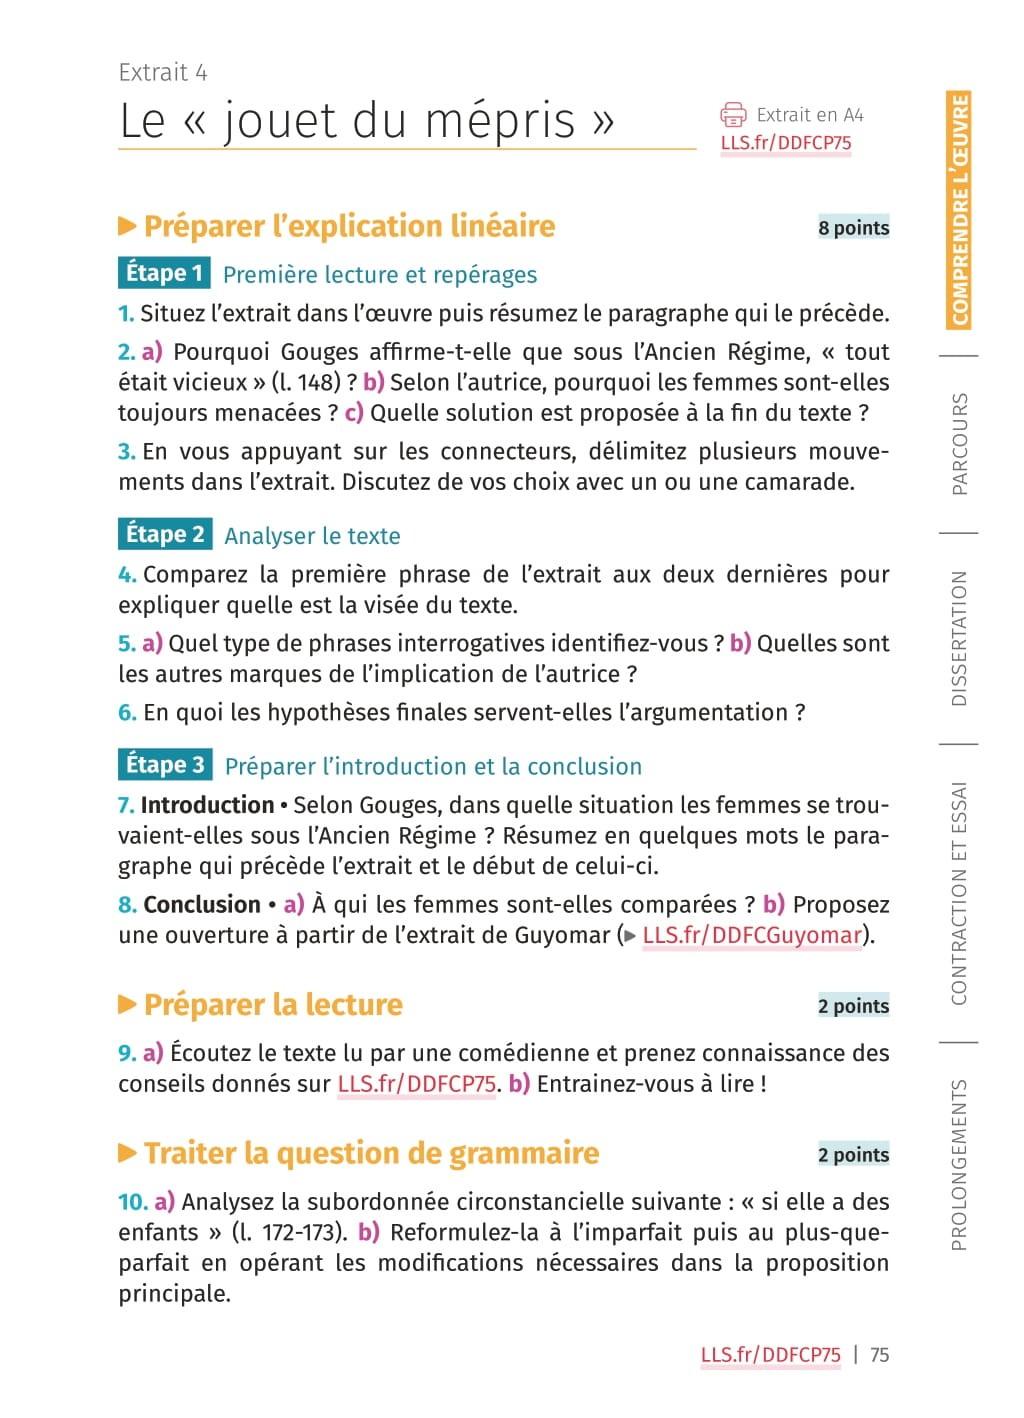 Extrait 4
Le « jouet du mépris »
Extrait en A4
LLS.fr/DDFCP75
▶ Préparer l'explication linéaire
8 points
Étape 1 Première lecture et repérages
1. Situez l'extrait dans l'œuvre puis résumez le paragraphe qui le précède.
2. a) Pourquoi Gouges affirme-t-elle que sous l'Ancien Régime, « tout
était vicieux » (l. 148) ? b) Selon l'autrice, pourquoi les femmes sont-elles
toujours menacées ? c) Quelle solution est proposée à la fin du texte ?
3. En vous appuyant sur les connecteurs, délimitez plusieurs mouve-
ments dans l'extrait. Discutez de vos choix avec un ou une camarade.
Étape 2 Analyser le texte
4. Comparez la première phrase de l'extrait aux deux dernières pour
expliquer quelle est la visée du texte.
5. a) Quel type de phrases interrogatives identifiez-vous ? b) Quelles sont
les autres marques de l'implication de l'autrice ?
6. En quoi les hypothèses finales servent-elles l'argumentation ?
Étape 3 Préparer l'introduction et la conclusion
7. Introduction • Selon Gouges, dans quelle situation les femmes se trou-
vaient-elles sous l'Ancien Régime ? Résumez en quelques mots le para-
graphe qui précède l'extrait et le début de celui-ci.
8. Conclusion • a) À qui les femmes sont-elles comparées ? b) Proposez
une ouverture à partir de l'extrait de Guyomar (▶ LLS.fr/DDFCGuyomar).
▶ Préparer la lecture
2 points
9. a) Écoutez le texte lu par une comédienne et prenez connaissance des
conseils donnés sur LLS.fr/DDFCP75. b) Entrainez-vous à lire !
▶ Traiter la question de grammaire
2 points
10. a) Analysez la subordonnée circonstancielle suivante : « si elle a des
enfants » (l. 172-173). b) Reformulez-la à l'imparfait puis au plus-que-
parfait en opérant les modifications nécessaires dans la proposition
principale.
LLS.fr/DDFCP75 | 75
COMPRENDRE L'ŒUVRE
PARCOURS
DISSERTATION
CONTRACTION ET ESSAI
PROLONGEMENTS